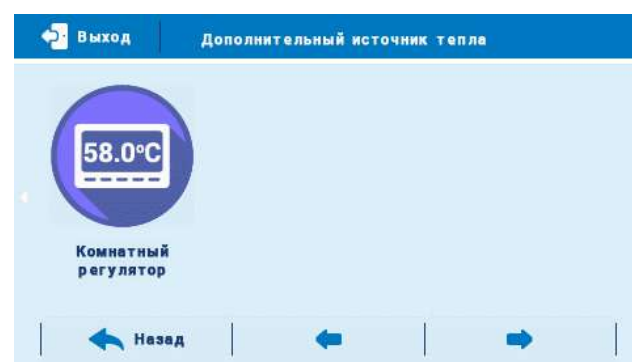 Выход
Дополнительный источник тепла
58.0°C
Комнатный
регулятор
Назад